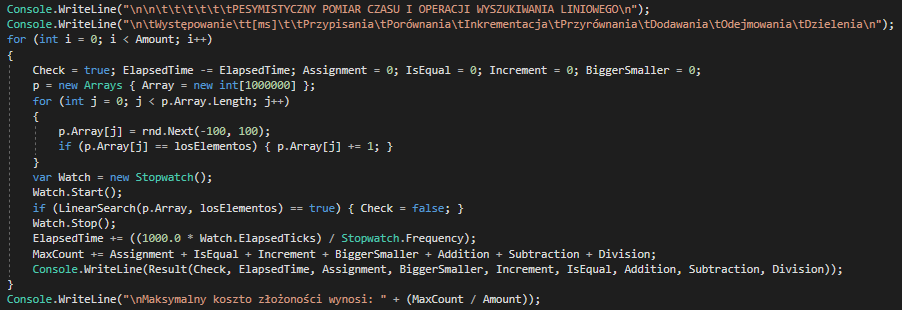 Console.WriteLine("\n\n\t\t\t\t\t\tPESYMISTYCZNY POMIAR CZASU I OPERACJI WYSZUKIWANIA LINIOWEGO\n");
Console.WriteLine("\n\tWystępowanie\tt[ms]\t\tPrzypisania\tPorównania\tInkrementacja\tPrzyrównania\tDodawania\tOdejmowania\tDzielenia\n");
for (int i = 0; i < Amount; i++)
{
Check = true; ElapsedTime -= ElapsedTime; Assignment = 0; IsEqual = 0; Increment = 0; BiggerSmaller = 0;
p = new Arrays { Array = new int[1000000] };
for (int j = 0; j < p.Array.Length; j++)
{
p.Array[j] = rnd.Next(-100, 100);
if (p.Array[j] == losElementos) { p.Array[j] += 1; }
}
var Watch = new Stopwatch();
Watch.Start();
if (LinearSearch(p.Array, losElementos) == true) { Check = false; }
Watch.Stop();
ElapsedTime += ((1000.0 * Watch.ElapsedTicks) / Stopwatch.Frequency);
MaxCount += Assignment + IsEqual + Increment + BiggerSmaller + Addition + Subtraction + Division;
Console.WriteLine(Result(Check, ElapsedTime, Assignment, BiggerSmaller, Increment, IsEqual, Addition, Subtraction, Division));
}
Console.WriteLine("\nMaksymalny koszto złożoności wynosi: " + (MaxCount / Amount));